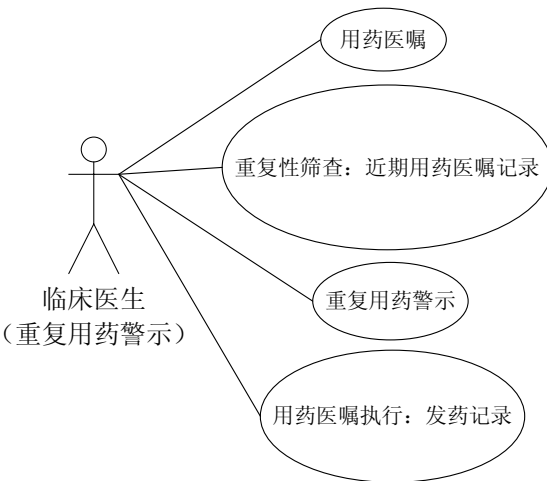 用药医嘱
重复性筛查：近期用药医嘱记录
临床医生
（重复用药警示）
重复用药警示
用药医嘱执行：发药记录